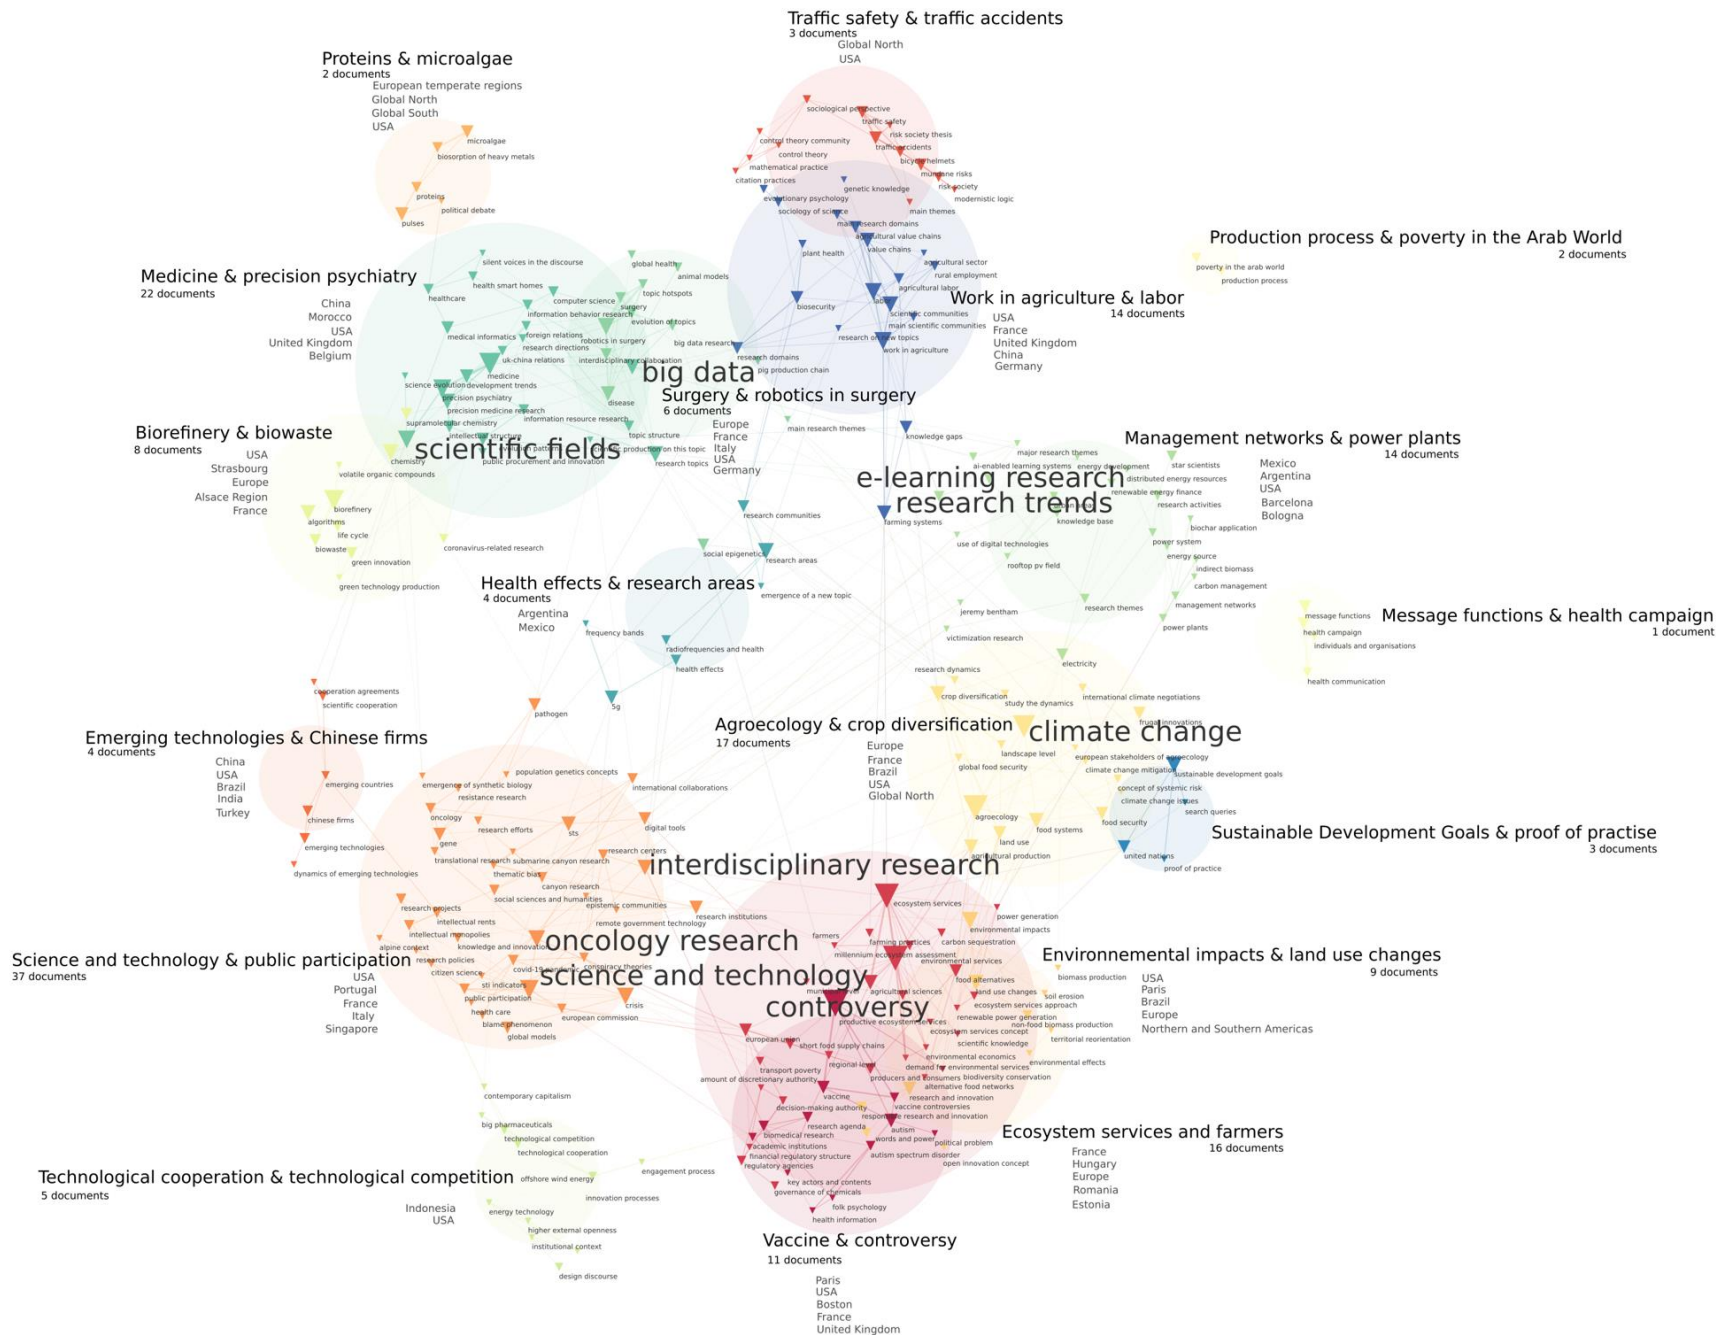 Traffic safety & traffic accidents
3 documents
Global North
USA
sociological perspective
traffic safety
risk society thesis
control theory community
traffic accidents
control theory
bicycle helmets
mathematical practice
mundane risks
citation practices
risk society
modernistic logic
main themes
Proteins & microalgae
2 documents
European temperate regions
Global North
Global South
USA
microalgae
biosorption of heavy metals
proteins
political debate
pulses
Medicine & precision psychiatry
22 documents
China
Morocco
USA
United Kingdom
Belgium
silent voices in the discourse
health smart homes
healthcare
computer science
information behavior research
medical informatics
foreign relations
research directions
uk-china relations
medicine
science evolution
development trends
precision psychiatry
precision medicine research
supramolecular chemistry
information resource research
intellectual structure
evolution patterns
scientific production on this topic
public procurement and innovation
scientific fields
research topics
global health
animal models
topic hotspots
surgery
evolution of topics
robotics in surgery
big data research
interdisciplinary collaboration
big data
disease
topic structure
Surgery & robotics in surgery
6 documents
Europe
France
Italy
USA
Germany
main research themes
genetic knowledge
evolutionary psychology
sociology of science
main research domains
agricultural value chains
value chains
plant health
agricultural sector
rural employment
agricultural labor
labor
biosecurity
scientific communities
main scientific communities
research on new topics
work in agriculture
research domains
pig production chain
Work in agriculture & labor
14 documents
USA
France
United Kingdom
China
Germany
knowledge gaps
farming systems
Production process & poverty in the Arab World
2 documents
poverty in the arab world
production process
Biorefinery & biowaste
8 documents
USA
Strasbourg
Europe
Alsace Region
France
chemistry
volatile organic compounds
biorefinery
algorithms
life cycle
biowaste
green innovation
coronavirus-related research
green technology production
Management networks & power plants
14 documents
Mexico
Argentina
USA
Barcelona
Bologna
major research themes
ai-enabled learning systems
energy development
star scientists
distributed energy resources
e-learning research
renewable energy finance
research trends
research activities
knowledge base
biochar application
use of digital technologies
power system
energy source
rooftop pv field
indirect biomass
carbon management
jeremy bentham
research themes
management networks
power plants
victimization research
electricity
research communities
social epigenetics
research areas
Health effects & research areas
4 documents
Argentina
Mexico
emergence of a new topic
frequency bands
radiofrequencies and health
health effects
5g
Message functions & health campaign
1 document
message functions
health campaign
individuals and organisations
health communication
Agroecology & crop diversification
17 documents
Europe
France
Brazil
USA
Global North
research dynamics
crop diversification
study the dynamics
international climate negotiations
frugal innovations
climate change
landscape level
european stakeholders of agroecology
global food security
climate change mitigation
concept of systemic risk
climate change issues
agroecology
food systems
food security
land use
agricultural production
sustainable development goals
search queries
united nations
proof of practice
Sustainable Development Goals & proof of practise
3 documents
Emerging technologies & Chinese firms
4 documents
China
USA
Brazil
India
Turkey
cooperation agreements
scientific cooperation
emerging countries
chinese firms
emerging technologies
dynamics of emerging technologies
Science and technology & public participation
37 documents
USA
Portugal
France
Italy
Singapore
pathogen
population genetics concepts
emergence of synthetic biology
international collaborations
resistance research
oncology
research efforts
sts
digital tools
gene
research centers
translational research
submarine canyon research
interdisciplinary research
thematic bias
canyon research
social sciences and humanities
epistemic communities
research projects
research institutions
intellectual rents
remote government technology
intellectual monopolies
alpine context
knowledge and innovation
oncology research
research policies
covid-19 pandemic
conspiracy theories
citizen science
science and technology
sti indicators
public participation
crisis
health care
european commission
blame phenomenon
global models
controversy
ecosystem services
power generation
environmental impacts
farmers
farming practices
carbon sequestration
millennium ecosystem assessment
environmental services
Environnemental impacts & land use changes
9 documents
USA
Paris
Brazil
Europe
Northern and Southern Americas
biomass production
food alternatives
agricultural sciences
land use changes
soil erosion
ecosystem services approach
renewable power generation
productive ecosystem services
non-food biomass production
ecosystem services concept
territorial reorientation
european union
scientific knowledge
short food supply chains
environmental economics
environmental effects
regional level
transport poverty
demand for environmental services
producers and consumers
biodiversity conservation
amount of discretionary authority
alternative food networks
vaccine
research and innovation
decision-making authority
vaccine controversies
responsible research and innovation
research agenda
autism
biomedical research
words and power
political problem
academic institutions
financial regulatory structure
autism spectrum disorder
open innovation concept
regulatory agencies
key actors and contents
governance of chemicals
folk psychology
health information
Ecosystem services and farmers
16 documents
France
Hungary
Europe
Romania
Estonia
Vaccine & controversy
11 documents
Paris
USA
Boston
France
United Kingdom
Technological cooperation & technological competition
5 documents
Indonesia
USA
contemporary capitalism
big pharmaceuticals
technological competition
technological cooperation
engagement process
offshore wind energy
innovation processes
energy technology
higher external openness
institutional context
design discourse